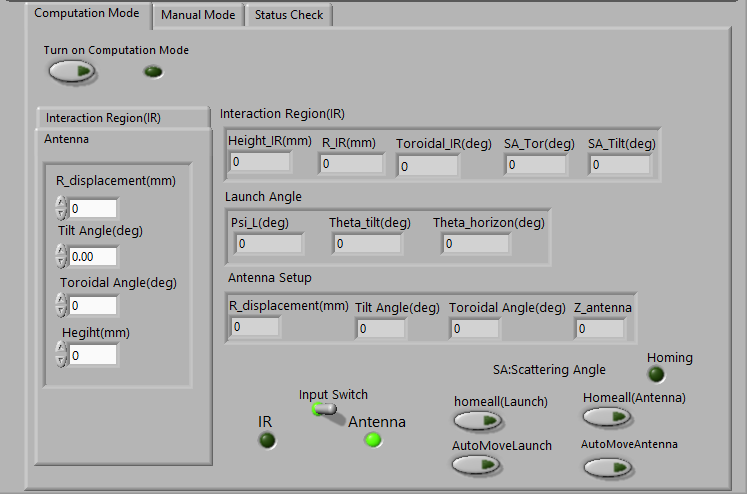 Computation Mode Manual Mode Status Check
Turn on Computation Mode
Interaction Region(IR)
Antenna
R_displacement(mm)
0
Tilt Angle(deg)
0.00
Toroidal Angle(deg)
0
Hegiht(mm)
0
Interaction Region(IR)
Height_IR(mm) R_IR(mm) Toroidal_IR(deg) SA_Tor(deg) SA_Tilt(deg)
0 0 0 0 0
Launch Angle
Psi_L(deg) Theta_tilt(deg) Theta_horizon(deg)
0 0 0
Antenna Setup
R_displacement(mm) Tilt Angle(deg) Toroidal Angle(deg) Z_antenna
0 0 0 0
SA:Scattering Angle Homing
Input Switch
IR Antenna
homeall(Launch) Homeall(Antenna)
AutoMoveLaunch AutoMoveAntenna